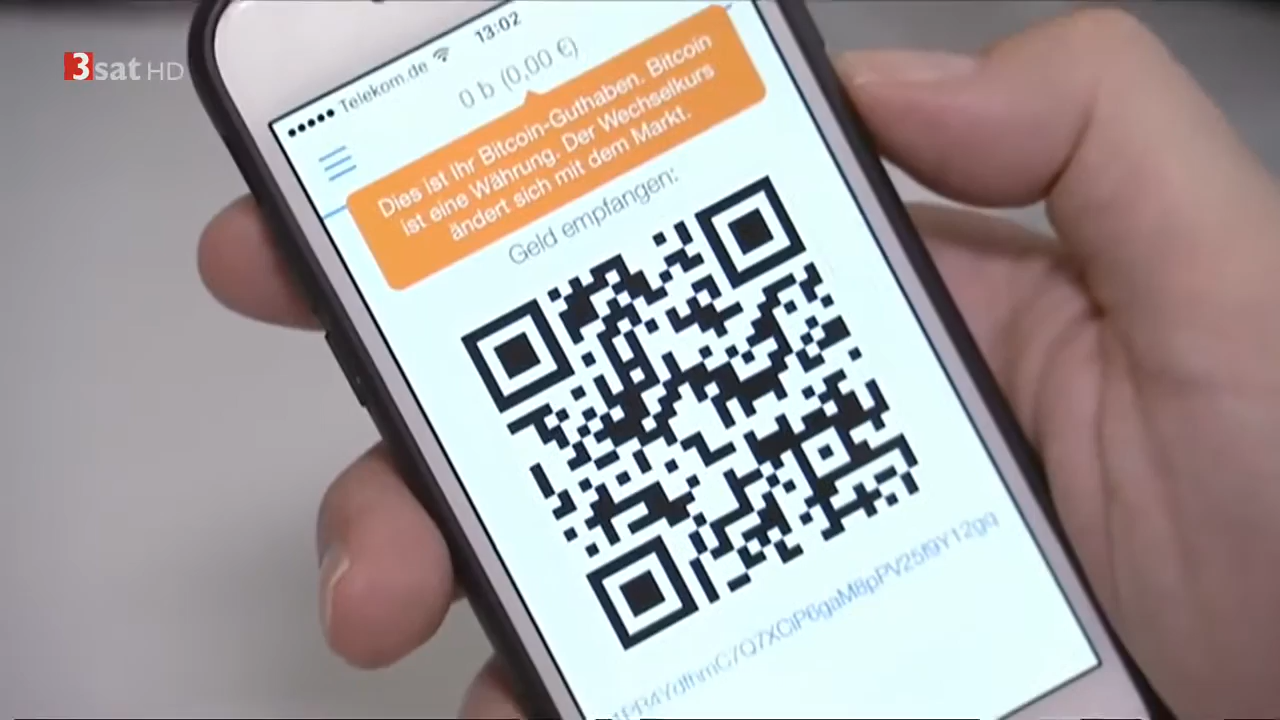 3sat HD
Telekom.de 13:02
0 b (0,00 €)
Dies ist Ihr Bitcoin-Guthaben. Bitcoin
ist eine Währung. Der Wechselkurs
ändert sich mit dem Markt.
Geld empfangen: